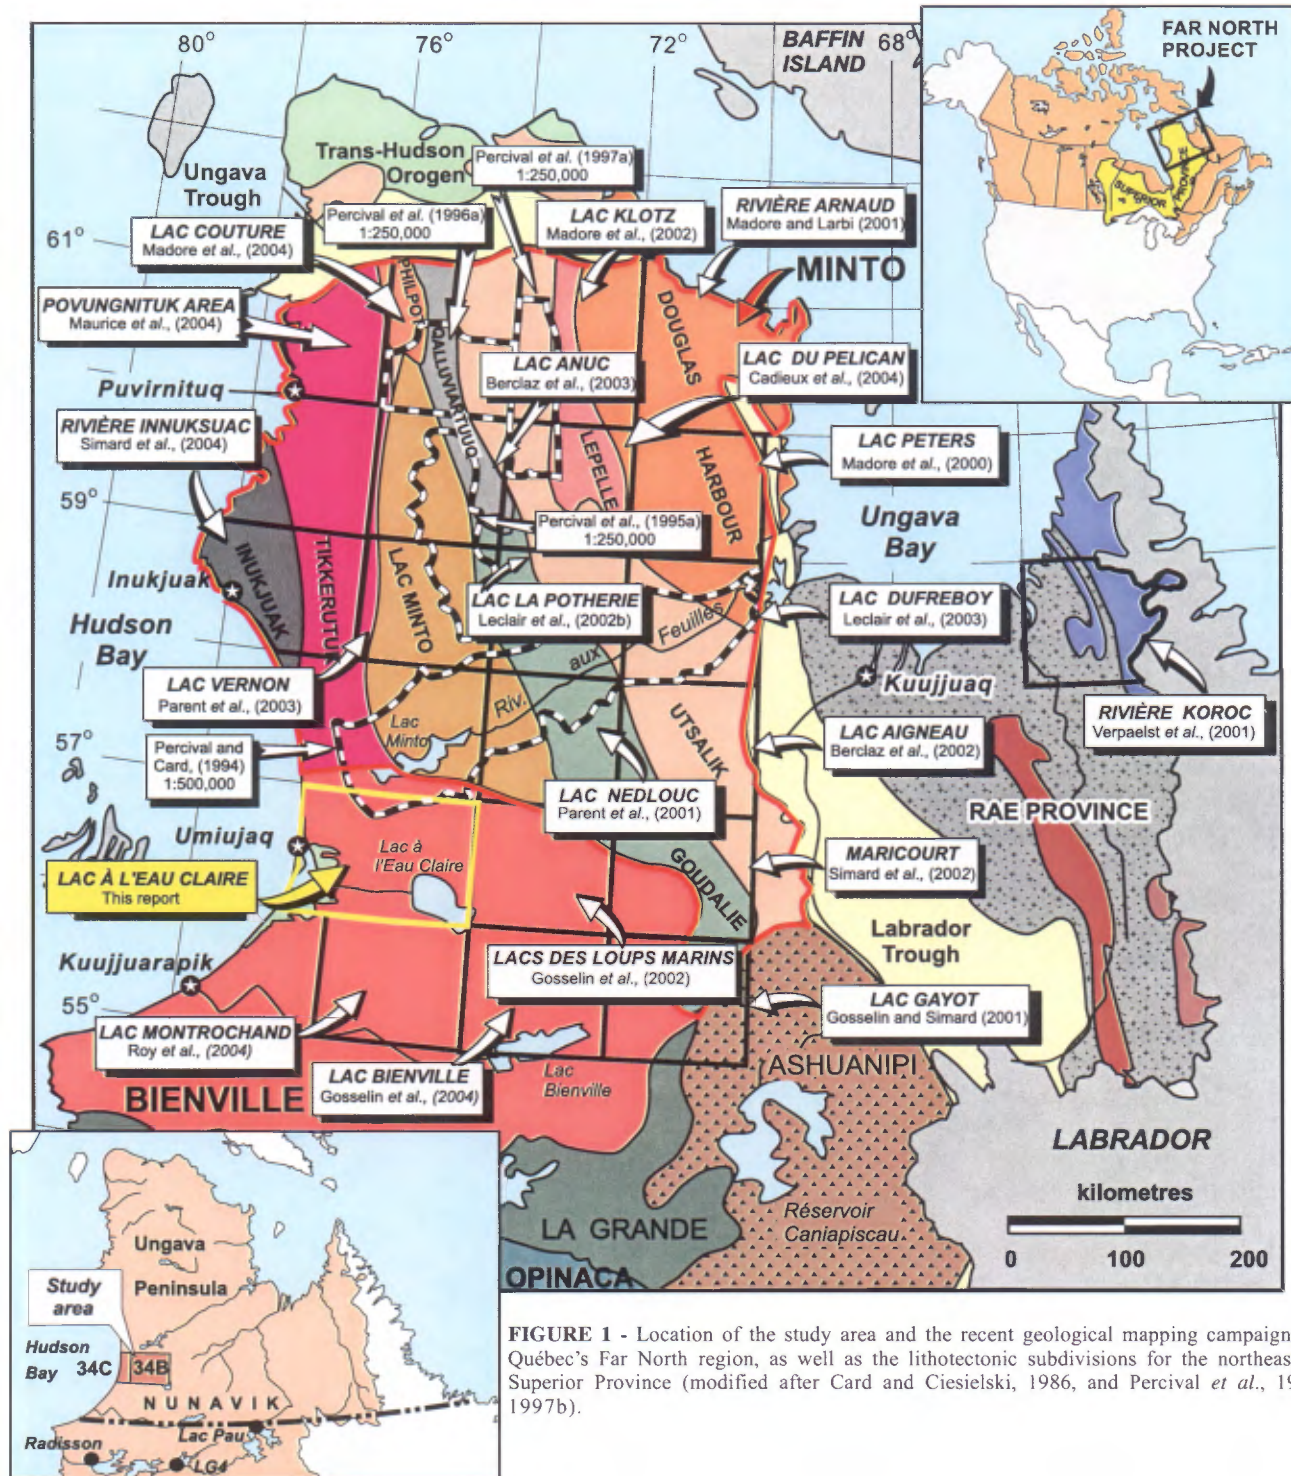 80°
76°
72°
68°
BAFFIN
ISLAND
FAR NORTH
PROJECT
SUPERIOR
PROVINCE
Ungava
Trough
Trans-Hudson
Orogen
Percival et al. (1997a)
1:250,000
Percival et al. (1996a)
1:250,000
LAC KLOTZ
Madore et al., (2002)
RIVIÈRE ARNAUD
Madore and Larbi (2001)
LAC COUTURE
Madore et al., (2004)
61°
MINTO
PHILPOT
DOUGLAS
HARBOUR
POVUNGNITUK AREA
Maurice et al., (2004)
QALLUVIARTUUQ
LAC ANUC
Berclaz et al., (2003)
LAC DU PELICAN
Cadieux et al., (2004)
Puvirnituq
RIVIÈRE INNUKSUAC
Simard et al., (2004)
LEPELLE
LAC PETERS
Madore et al., (2000)
59°
Percival et al., (1995a)
1:250,000
Ungava
Bay
INUKJUAK
TIKKERUTUK
LAC MINTO
Inukjuak
LAC LA POTHERIE
Leclair et al., (2002b)
LAC DUFREBOY
Leclair et al., (2003)
Hudson
Bay
Riv.
aux
Feuilles
Kuujjuaq
LAC VERNON
Parent et al., (2003)
RIVIÈRE KOROC
Verpaelst et al., (2001)
Lac
Minto
UTSALIK
LAC AIGNEAU
Berclaz et al., (2002)
57°
Percival and
Card, (1994)
1:500,000
LAC NEDLOUC
Parent et al., (2001)
RAE PROVINCE
Umiujaq
Lac à
l'Eau Claire
GOUDALIE
MARICOURT
Simard et al., (2002)
LAC À L'EAU CLAIRE
This report
Labrador
Trough
LACS DES LOUPS MARINS
Gosselin et al., (2002)
Kuujjuarapik
55°
LAC GAYOT
Gosselin and Simard (2001)
LAC MONTROCHAND
Roy et al., (2004)
LAC BIENVILLE
Gosselin et al., (2004)
Lac
Bienville
BIENVILLE
ASHUANIPI
LABRADOR
kilometres
0 100 200
LA GRANDE
Réservoir
Caniapiscau
OPINACA
Ungava
Peninsula
Study
area
Hudson
Bay
34C
34B
NUNAVIK
Lac Pau
Radisson
LG4
FIGURE 1 - Location of the study area and the recent geological mapping campaign
Québec's Far North region, as well as the lithotectonic subdivisions for the northeas
Superior Province (modified after Card and Ciesielski, 1986, and Percival et al., 19
1997b).